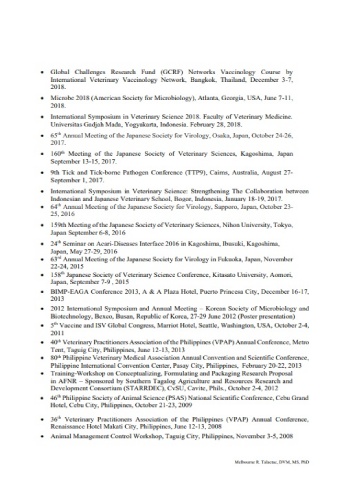 • Global Challenges Research Fund (GCRF) Networks Vaccinology Course by
International Veterinary Vaccinology Network, Bangkok, Thailand, December 3-7,
2018.
• Microbe 2018 (American Society for Microbiology), Atlanta, Georgia, USA, June 7-11,
2018.
• International Symposium in Veterinary Science 2018. Faculty of Veterinary Medicine.
Universitas Gadjah Mada, Yogyakarta, Indonesia. February 28, 2018.
• 65th Annual Meeting of the Japanese Society for Virology, Osaka, Japan, October 24-26,
2017.
• 160th Meeting of the Japanese Society of Veterinary Sciences, Kagoshima, Japan
September 13-15, 2017.
• 9th Tick and Tick-borne Pathogen Conference (TTP9), Cairns, Australia, August 27-
September 1, 2017.
• International Symposium in Veterinary Science: Strengthening The Collaboration between
Indonesian and Japanese Veterinary School, Bogor, Indonesia, January 18-19, 2017.
• 64th Annual Meeting of the Japanese Society for Virology, Sapporo, Japan, October 23-
25, 2016
• 159th Meeting of the Japanese Society of Veterinary Sciences, Nihon University, Tokyo,
Japan September 6-8, 2016
• 24th Seminar on Acari-Diseases Interface 2016 in Kagoshima, Ibusuki, Kagoshima,
Japan, May 27-29, 2016
• 63rd Annual Meeting of the Japanese Society for Virology in Fukuoka, Japan, November
22-24, 2015
• 158th Japanese Society of Veterinary Science Conference, Kitasato University, Aomori,
Japan, September 7-9 , 2015
• BIMP-EAGA Conference 2013, A & A Plaza Hotel, Puerto Princesa City, December 16-17,
2013
• 2012 International Symposium and Annual Meeting - Korean Society of Microbiology and
Biotechnology, Bexco, Busan, Republic of Korea, 27-29 June 2012 (Poster presentation)
• 5th Vaccine and ISV Global Congress, Marriot Hotel, Seattle, Washington, USA, October 2-4,
2011
• 40th Veterinary Practitioners Association of the Philippines (VPAP) Annual Conference, Metro
Tent, Taguig City, Philippines, June 12-13, 2013
• 80th Philippine Veterinary Medical Association Annual Convention and Scientific Conference,
Philippine International Convention Center, Pasay City, Philippines, February 20-22, 2013
• Training-Workshop on Conceptualizing, Formulating and Packaging Research Proposal
in AFNR – Sponsored by Southern Tagalog Agriculture and Resources Research and
Development Consortium (STARRDEC), CvSU, Cavite, Phils., October 2-4, 2012
• 46th Philippine Society of Animal Science (PSAS) National Scientific Conference, Cebu Grand
Hotel, Cebu City, Philippines, October 21-23, 2009
• 36th Veterinary Practitioners Association of the Philippines (VPAP) Annual Conference,
Renaissance Hotel Makati City, Philippines, June 12-13, 2008
• Animal Management Control Workshop, Taguig City, Philippines, November 3-5, 2008
Melbourne R. Talactac, DVM, MS, PhD